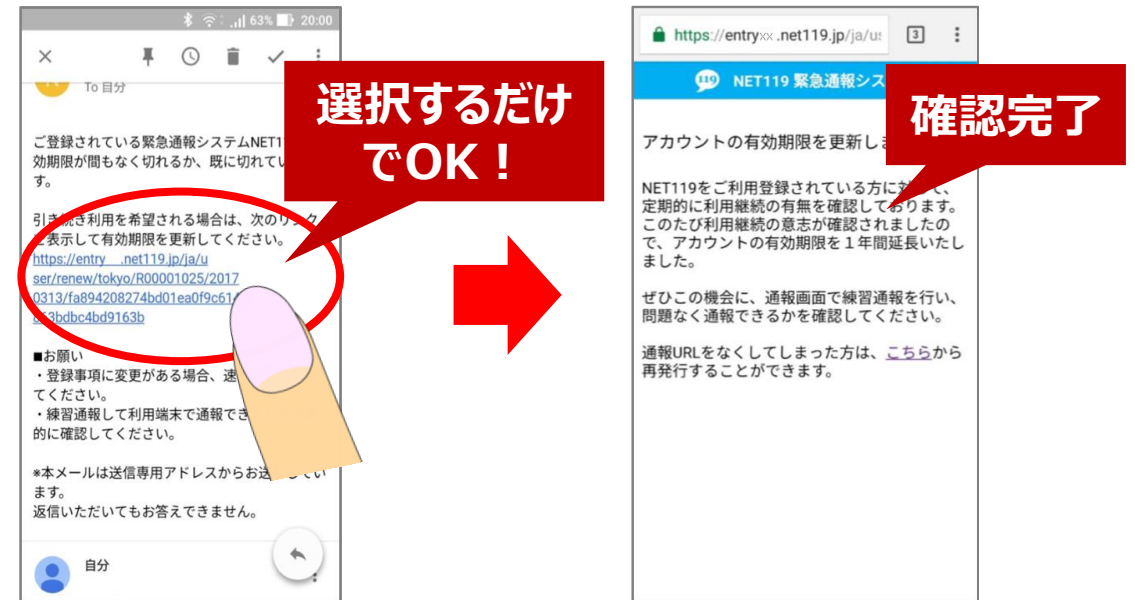 63% 20:00
To 自分
ご登録されている緊急通報システムNET1
効期限が間もなく切れるか、既に切れてい
す。
引き続き利用を希望される場合は、次のリンク
を表示して有効期限を更新してください。
https://entry .net119.jp/ja/u
ser/renew/tokyo/R00001025/2017
0313/fa894208274bd01ea0f9c61
863bdbc4bd9163b
■お願い
・登録事項に変更がある場合、速
てください。
・練習通報して利用端末で通報でき
的に確認してください。
*本メールは送信専用アドレスからお送りしてい
ます。
返信いただいてもお答えできません。
自分
選択するだけ
でOK！
https://entryxx.net119.jp/ja/us
3
119 NET119 緊急通報シス
確認完了
アカウントの有効期限を更新しま
NET119をご利用登録されている方に対して、
定期的に利用継続の有無を確認しております。
このたび利用継続の意志が確認されましたの
で、アカウントの有効期限を１年間延長いたし
ました。
ぜひこの機会に、通報画面で練習通報を行い、
問題なく通報できるかを確認してください。
通報URLをなくしてしまった方は、こちらから
再発行することができます。